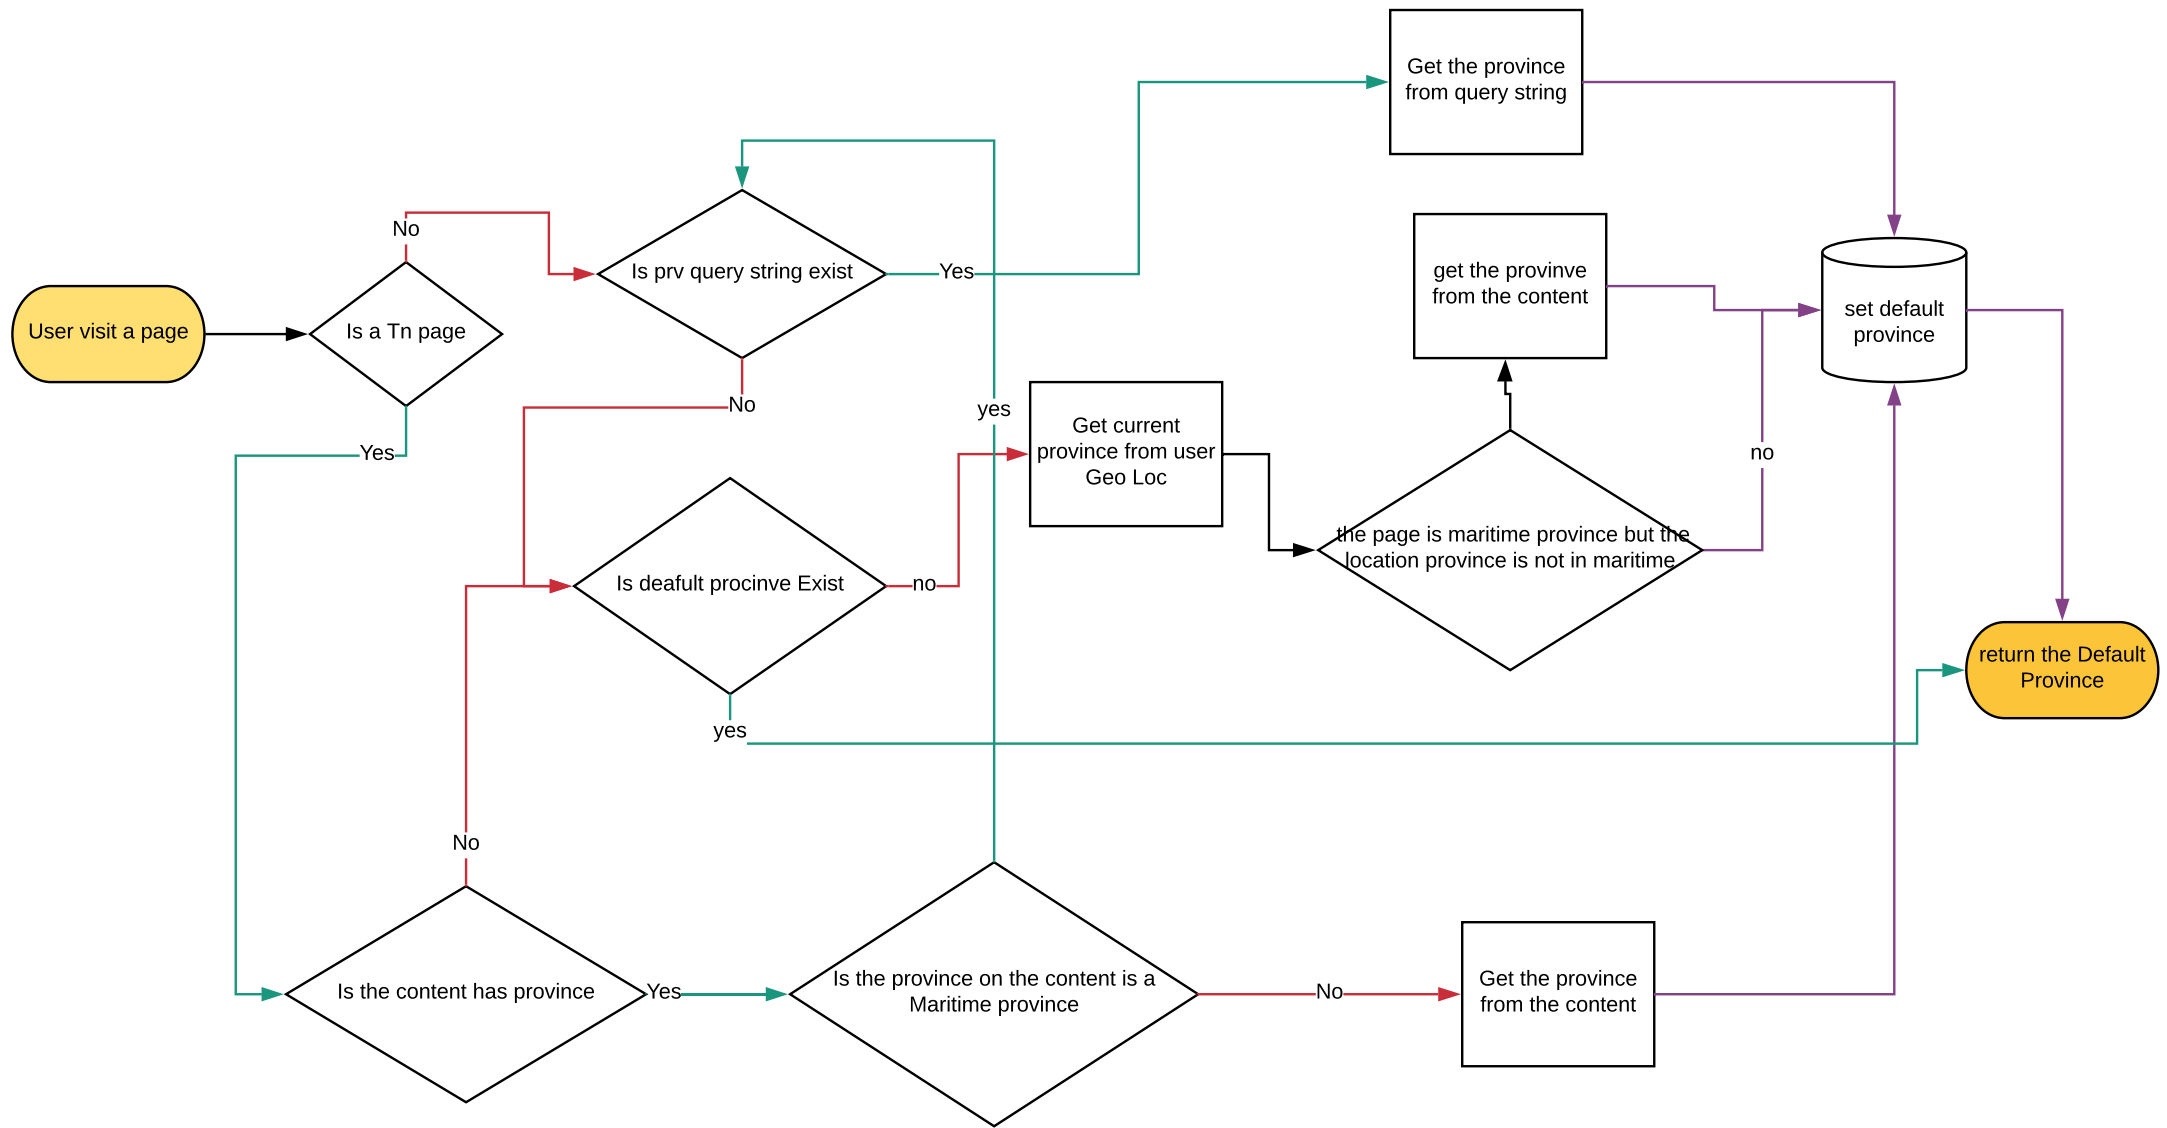 Get the province
from query string
No
Is prv query string exist
Yes
get the provinve
from the content
set default
province
User visit a page
Is a Tn page
No
yes
Get current
province from user
Geo Loc
Yes
no
the page is maritime province but the
location province is not in maritime
Is deafult procinve Exist
no
return the Default
Province
yes
No
Is the content has province
Yes
Is the province on the content is a
Maritime province
No
Get the province
from the content